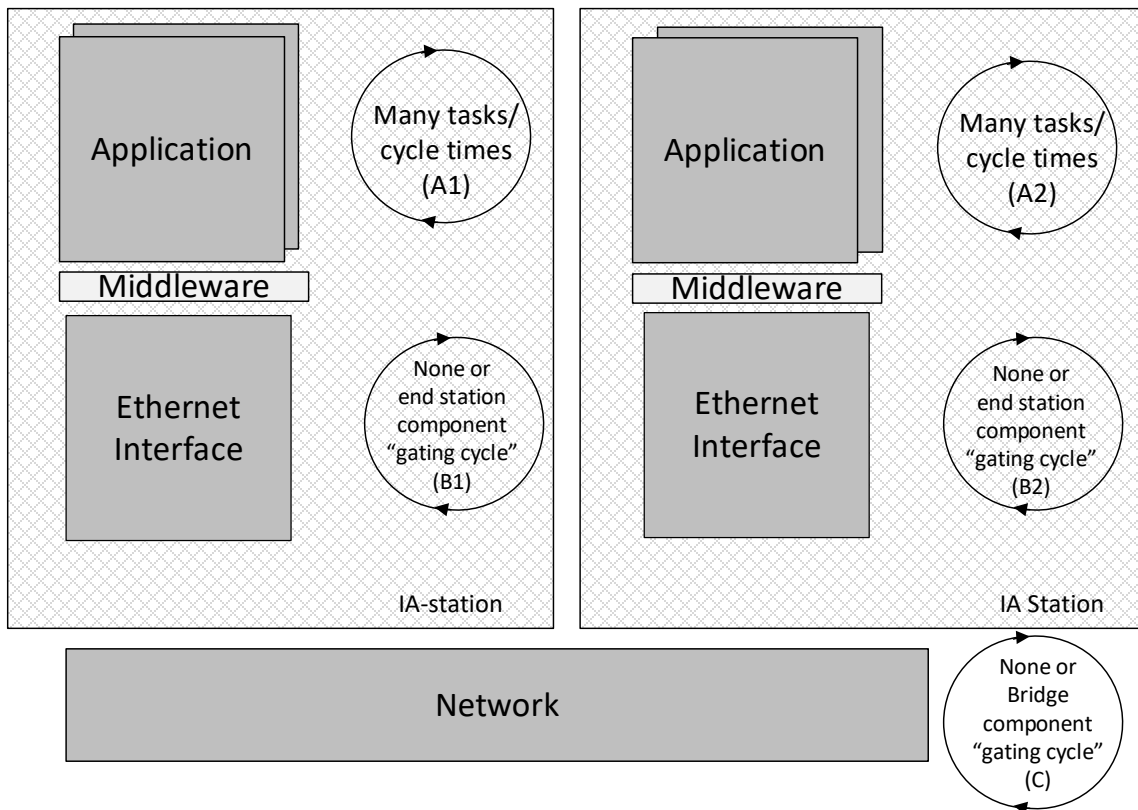 Application
Many tasks/
cycle times
(A1)
Middleware
Ethernet
Interface
None or
end station
component
“gating cycle”
(B1)
IA-station
Application
Many tasks/
cycle times
(A2)
Middleware
Ethernet
Interface
None or
end station
component
“gating cycle”
(B2)
IA Station
Network
None or
Bridge
component
“gating cycle”
(C)